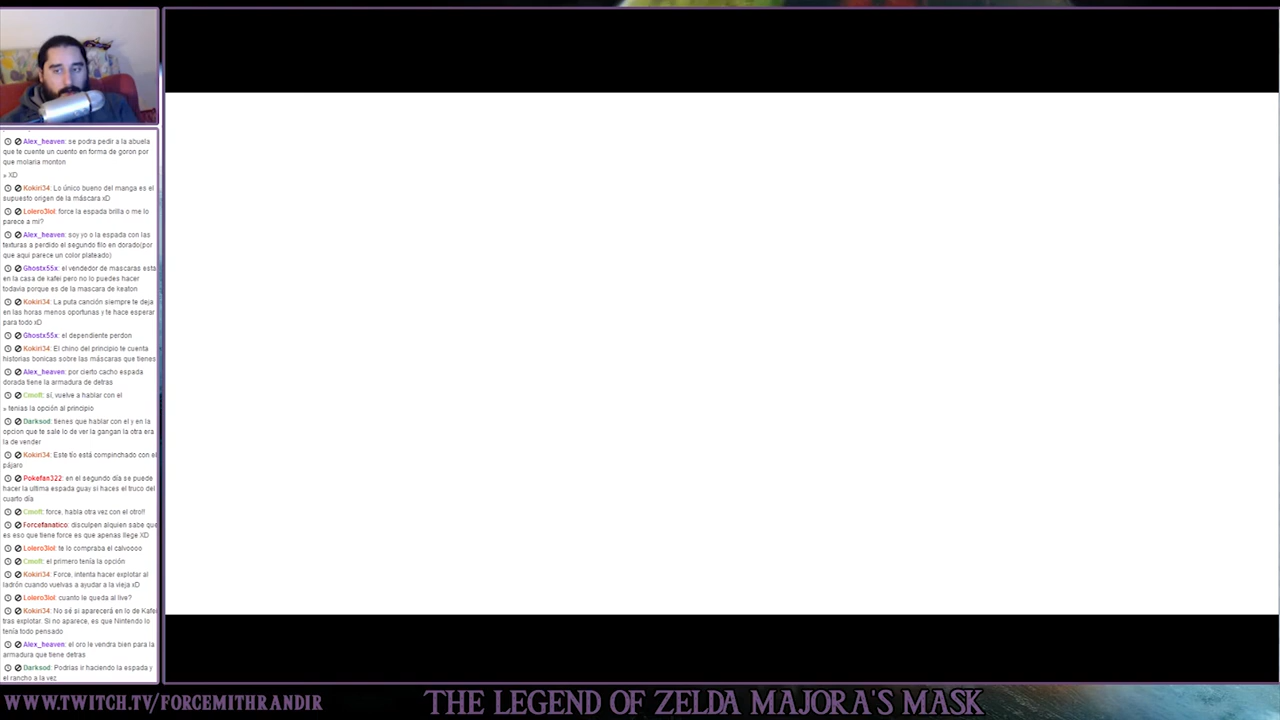 Alex_heaven: se podra pedir a la abuela
que te cuente un cuento en forma de goron por
que molaria monton
» XD
Kokiri34: Lo único bueno del manga es el
supuesto origen de la máscara xD
Lolero3lol: force la espada brilla o me lo
parece a mi?
Alex_heaven: soy yo o la espada con las
texturas a perdido el segundo filo en dorado(por
que aqui parece un color plateado)
Ghostx55x: el vendedor de mascaras esta
en la casa de kafei pero no lo puedes hacer
todavia porque es de la mascara de keaton
Kokiri34: La puta canción siempre te deja
en las horas menos oportunas y te hace esperar
para todo xD
Ghostx55x: el dependiente perdon
Kokiri34: El chino del principio te cuenta
historias bonicas sobre las máscaras que tienes
Alex_heaven: por cierto cacho espada
dorada tiene la armadura de detras
Cmoft: sí, vuelve a hablar con el
» tenias la opción al principio
Darksod: tienes que hablar con el y en la
opcion que te sale lo de ver la gangan la otra era
la de vender
Kokiri34: Este tío está compinchado con el
pájaro
Pokefan322: en el segundo día se puede
hacer la ultima espada guay si haces el truco del
cuarto día
Cmoft: force, habla otra vez con el otro!!
Forcefanatico: disculpen alguien sabe que
es eso que tiene force es que apenas llege XD
Lolero3lol: te lo compraba el calvoooo
Cmoft: el primero tenía la opción
Kokiri34: Force, intenta hacer explotar al
ladrón cuando vuelvas a ayudar a la vieja xD
Lolero3lol: cuanto le queda al live?
Kokiri34: No sé si aparecerá en lo de Kafei
tras explotar. Si no aparece, es que Nintendo lo
tenía todo pensado
Alex_heaven: el oro le vendra bien para la
armadura que tiene detras
Darksod: Podrias ir haciendo la espada y
el rancho a la vez
WWW.TWITCH.TV/FORCEMITHRANDIR
THE LEGEND OF ZELDA MAJORA'S MASK